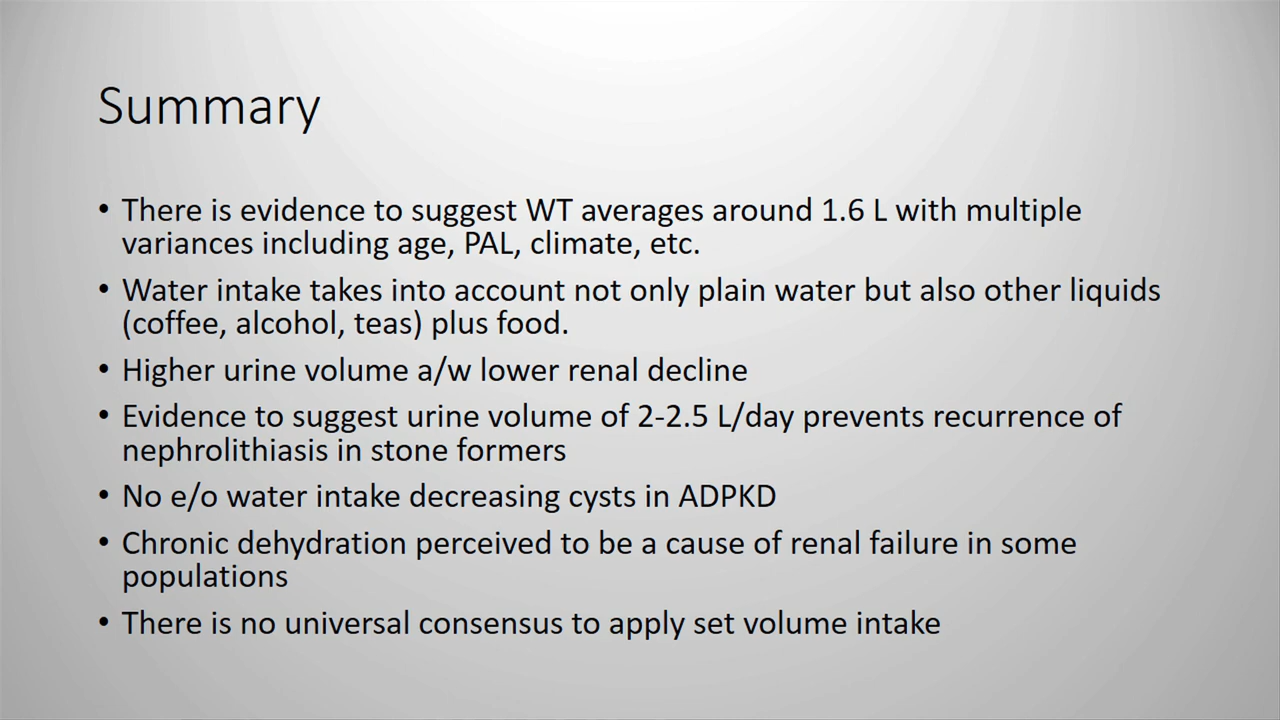 Summary
• There is evidence to suggest WT averages around 1.6 L with multiple
variances including age, PAL, climate, etc.
• Water intake takes into account not only plain water but also other liquids
(coffee, alcohol, teas) plus food.
• Higher urine volume a/w lower renal decline
• Evidence to suggest urine volume of 2-2.5 L/day prevents recurrence of
nephrolithiasis in stone formers
• No e/o water intake decreasing cysts in ADPKD
• Chronic dehydration perceived to be a cause of renal failure in some
populations
• There is no universal consensus to apply set volume intake